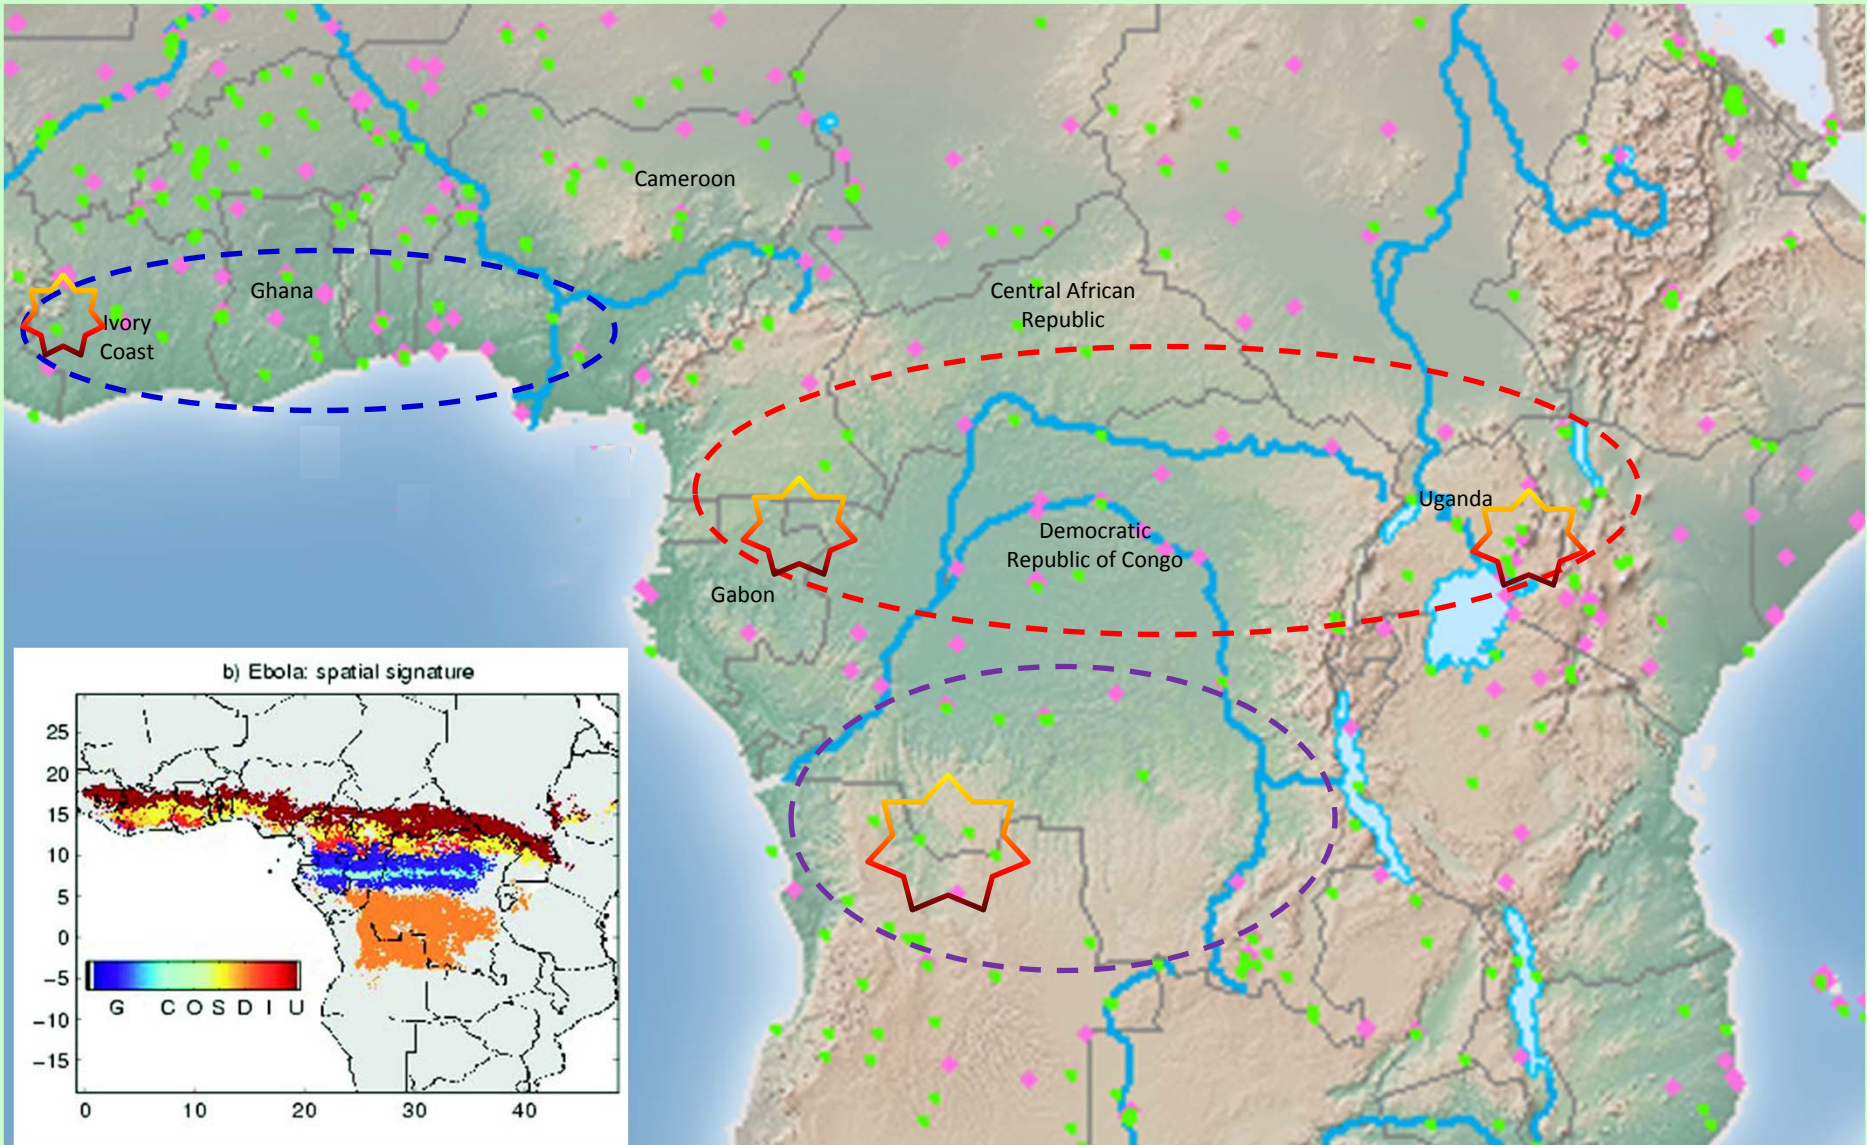 Cameroon
Ghana
Ivory
Coast
Central African
Republic
Uganda
Democratic
Republic of Congo
Gabon
b) Ebola: spatial signature
25
20
15
10
5
0
−5
−10
−15
G C O S D I U
0 10 20 30 40